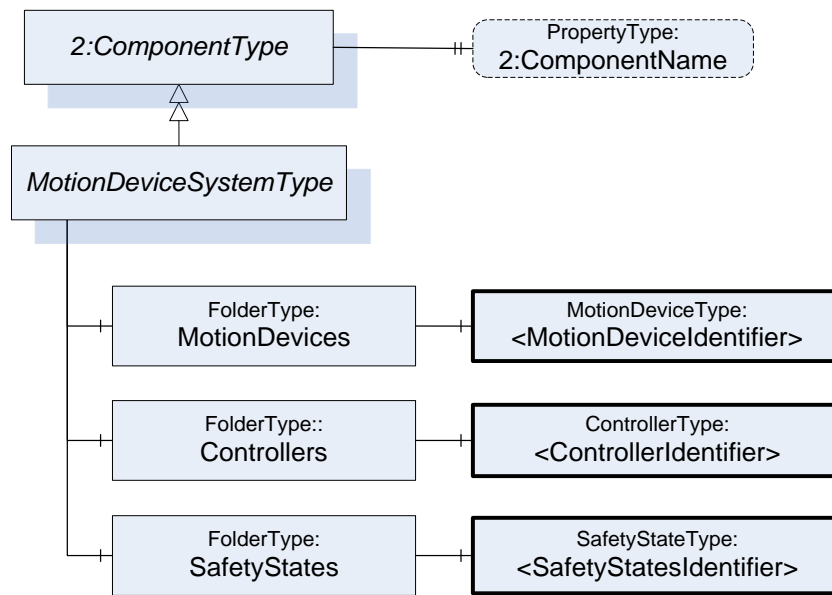 2:ComponentType
PropertyType:
2:ComponentName
MotionDeviceSystemType
FolderType:
MotionDevices
MotionDeviceType:
<MotionDeviceIdentifier>
FolderType::
Controllers
ControllerType:
<ControllerIdentifier>
FolderType:
SafetyStates
SafetyStateType:
<SafetyStatesIdentifier>